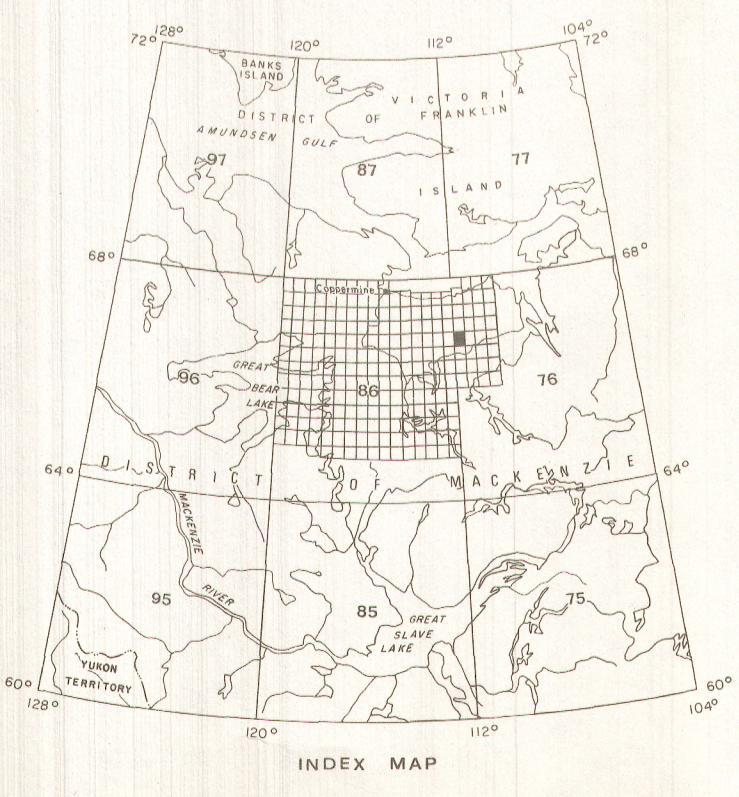 128°
120°
112°
104°
72°
72°
BANKS
ISLAND
VICTORIA
DISTRICT OF FRANKLIN
AMUNDSEN GULF
97
87
77
ISLAND
68°
68°
Coppermine
GREAT
BEAR
LAKE
96
86
76
DISTRICT OF MACKENZIE
64°
64°
MACKENZIE
RIVER
95
85
75
GREAT
SLAVE
LAKE
YUKON
TERRITORY
60°
60°
128°
120°
112°
104°
INDEX MAP